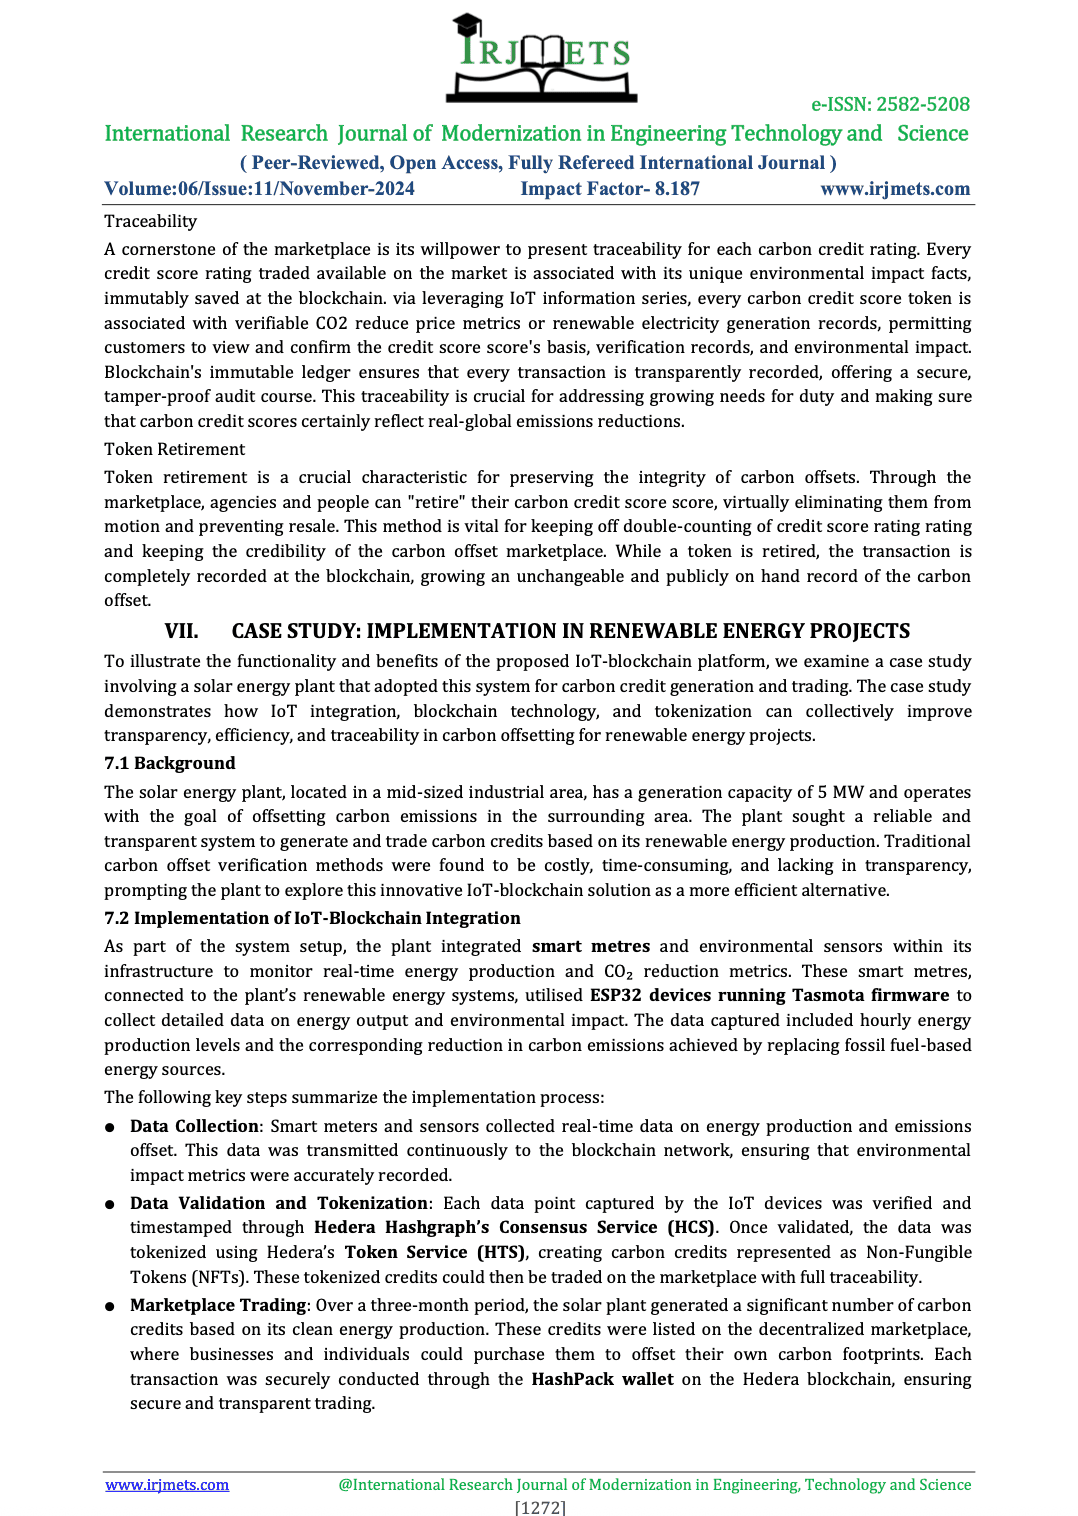 IRJMETS
e-ISSN: 2582-5208
International Research Journal of Modernization in Engineering Technology and Science
( Peer-Reviewed, Open Access, Fully Refereed International Journal )
Volume:06/Issue:11/November-2024 Impact Factor- 8.187 www.irjmets.com
Traceability
A cornerstone of the marketplace is its willpower to present traceability for each carbon credit rating. Every
credit score rating traded available on the market is associated with its unique environmental impact facts,
immutably saved at the blockchain. via leveraging IoT information series, every carbon credit score token is
associated with verifiable CO2 reduce price metrics or renewable electricity generation records, permitting
customers to view and confirm the credit score score's basis, verification records, and environmental impact.
Blockchain's immutable ledger ensures that every transaction is transparently recorded, offering a secure,
tamper-proof audit course. This traceability is crucial for addressing growing needs for duty and making sure
that carbon credit scores certainly reflect real-global emissions reductions.
Token Retirement
Token retirement is a crucial characteristic for preserving the integrity of carbon offsets. Through the
marketplace, agencies and people can "retire" their carbon credit score score, virtually eliminating them from
motion and preventing resale. This method is vital for keeping off double-counting of credit score rating rating
and keeping the credibility of the carbon offset marketplace. While a token is retired, the transaction is
completely recorded at the blockchain, growing an unchangeable and publicly on hand record of the carbon
offset.
VII. CASE STUDY: IMPLEMENTATION IN RENEWABLE ENERGY PROJECTS
To illustrate the functionality and benefits of the proposed IoT-blockchain platform, we examine a case study
involving a solar energy plant that adopted this system for carbon credit generation and trading. The case study
demonstrates how IoT integration, blockchain technology, and tokenization can collectively improve
transparency, efficiency, and traceability in carbon offsetting for renewable energy projects.
7.1 Background
The solar energy plant, located in a mid-sized industrial area, has a generation capacity of 5 MW and operates
with the goal of offsetting carbon emissions in the surrounding area. The plant sought a reliable and
transparent system to generate and trade carbon credits based on its renewable energy production. Traditional
carbon offset verification methods were found to be costly, time-consuming, and lacking in transparency,
prompting the plant to explore this innovative IoT-blockchain solution as a more efficient alternative.
7.2 Implementation of IoT-Blockchain Integration
As part of the system setup, the plant integrated smart metres and environmental sensors within its
infrastructure to monitor real-time energy production and CO₂ reduction metrics. These smart metres,
connected to the plant’s renewable energy systems, utilised ESP32 devices running Tasmota firmware to
collect detailed data on energy output and environmental impact. The data captured included hourly energy
production levels and the corresponding reduction in carbon emissions achieved by replacing fossil fuel-based
energy sources.
The following key steps summarize the implementation process:
● Data Collection: Smart meters and sensors collected real-time data on energy production and emissions
offset. This data was transmitted continuously to the blockchain network, ensuring that environmental
impact metrics were accurately recorded.
● Data Validation and Tokenization: Each data point captured by the IoT devices was verified and
timestamped through Hedera Hashgraph’s Consensus Service (HCS). Once validated, the data was
tokenized using Hedera’s Token Service (HTS), creating carbon credits represented as Non-Fungible
Tokens (NFTs). These tokenized credits could then be traded on the marketplace with full traceability.
● Marketplace Trading: Over a three-month period, the solar plant generated a significant number of carbon
credits based on its clean energy production. These credits were listed on the decentralized marketplace,
where businesses and individuals could purchase them to offset their own carbon footprints. Each
transaction was securely conducted through the HashPack wallet on the Hedera blockchain, ensuring
secure and transparent trading.
www.irjmets.com @International Research Journal of Modernization in Engineering, Technology and Science
[1272]